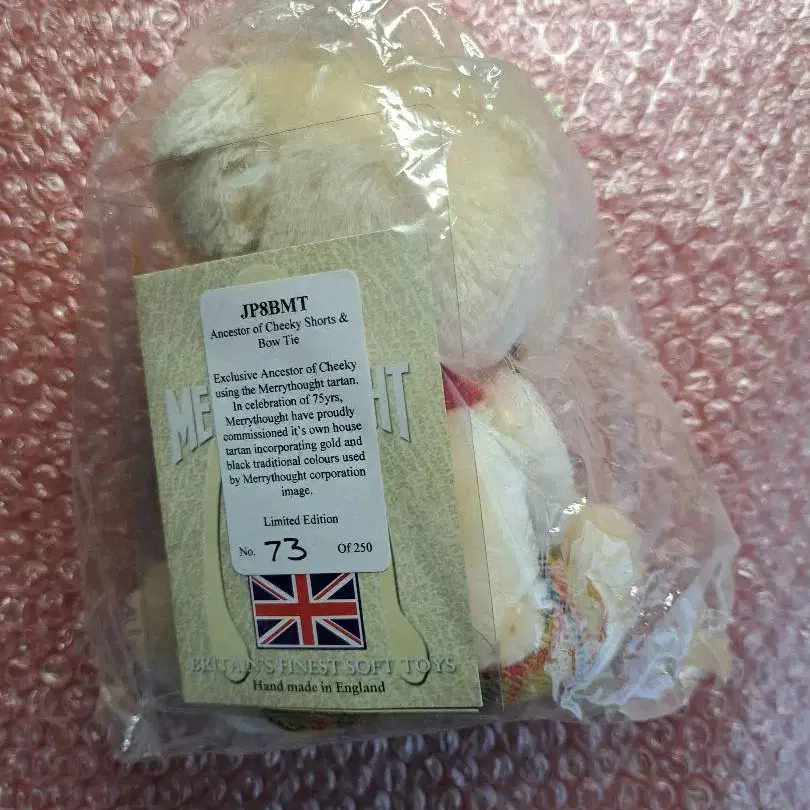 JP8BMT
Ancestor of Cheeky Shorts &
Bow Tie
Exclusive Ancestor of Cheeky
using the Merrythought tartan.
In celebration of 75yrs,
Merrythought have proudly
commissioned it's own house
tartan incorporating gold and
black traditional colours used
by Merrythought corporation
image.
Limited Edition
No. 73 Of 250
ME HT
BRITAIN'S FINEST SOFT TOYS
Hand made in England